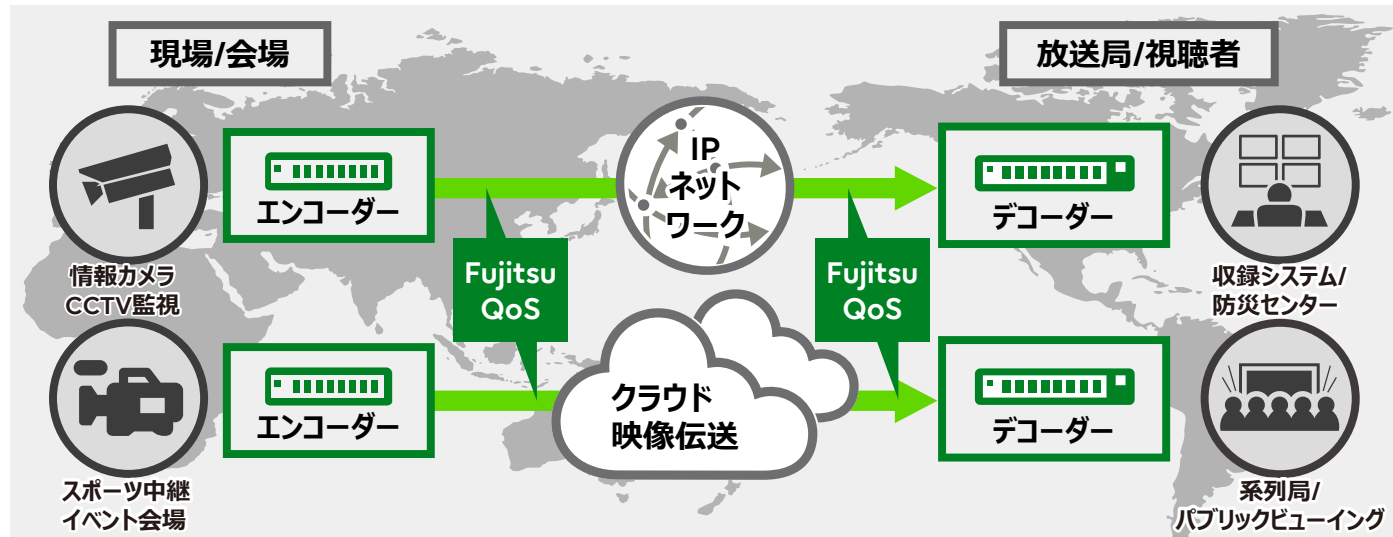 現場/会場
放送局/視聴者
情報カメラ
CCTV監視
エンコーダー
Fujitsu
QoS
IP
ネット
ワーク
Fujitsu
QoS
デコーダー
収録システム/
防災センター
スポーツ中継
イベント会場
エンコーダー
クラウド
映像伝送
デコーダー
系列局/
パブリックビューイング